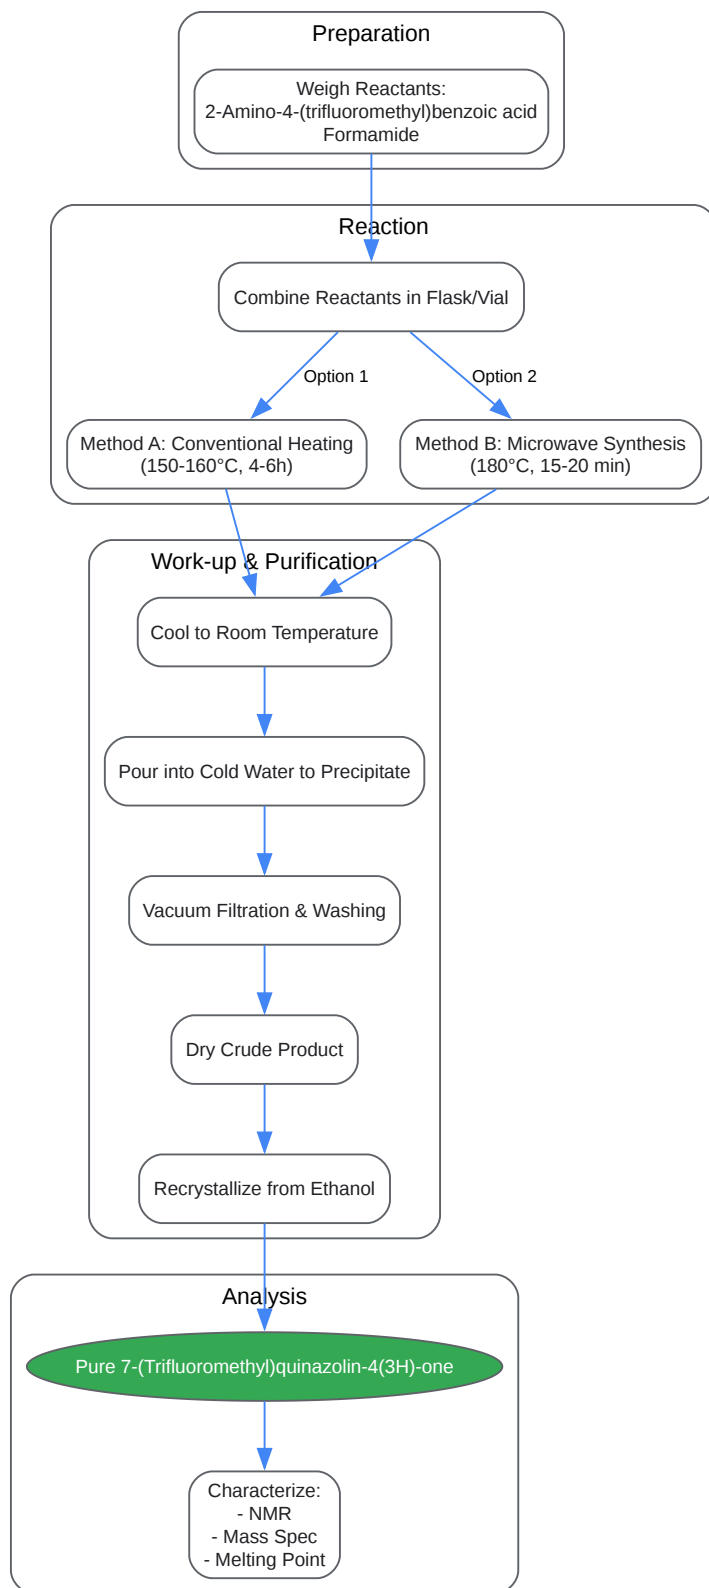 Preparation
Weigh Reactants:
2-Amino-4-(trifluoromethyl)benzoic acid
Formamide
Reaction
Combine Reactants in Flask/Vial
Option 1
Option 2
Method A: Conventional Heating
(150-160°C, 4-6h)
Method B: Microwave Synthesis
(180°C, 15-20 min)
Work-up & Purification
Cool to Room Temperature
Pour into Cold Water to Precipitate
Vacuum Filtration & Washing
Dry Crude Product
Recrystallize from Ethanol
Analysis
Pure 7-(Trifluoromethyl)quinazolin-4(3H)-one
Characterize:
- NMR
- Mass Spec
- Melting Point